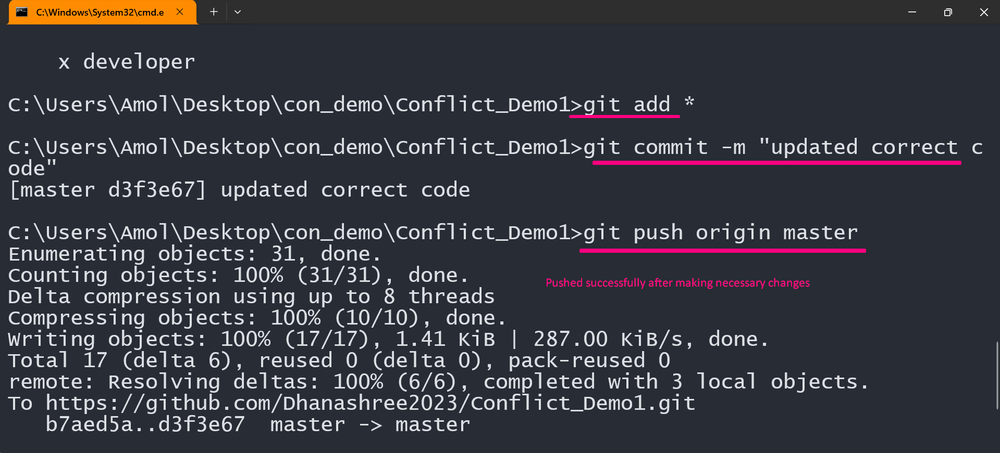 C:\Windows\System32\cmd.e
x developer
C:\Users\Amol\Desktop\con_demo\Conflict_Demo1>git add *
C:\Users\Amol\Desktop\con_demo\Conflict_Demo1>git commit -m "updated correct c
ode"
[master d3f3e67] updated correct code
C:\Users\Amol\Desktop\con_demo\Conflict_Demo1>git push origin master
Enumerating objects: 31, done.
Counting objects: 100% (31/31), done.
Pushed successfully after making necessary changes
Delta compression using up to 8 threads
Compressing objects: 100% (10/10), done.
Writing objects: 100% (17/17), 1.41 KiB | 287.00 KiB/s, done.
Total 17 (delta 6), reused 0 (delta 0), pack-reused 0
remote: Resolving deltas: 100% (6/6), completed with 3 local objects.
To https://github.com/Dhanashree2023/Conflict_Demo1.git
b7aed5a..d3f3e67  master -> master